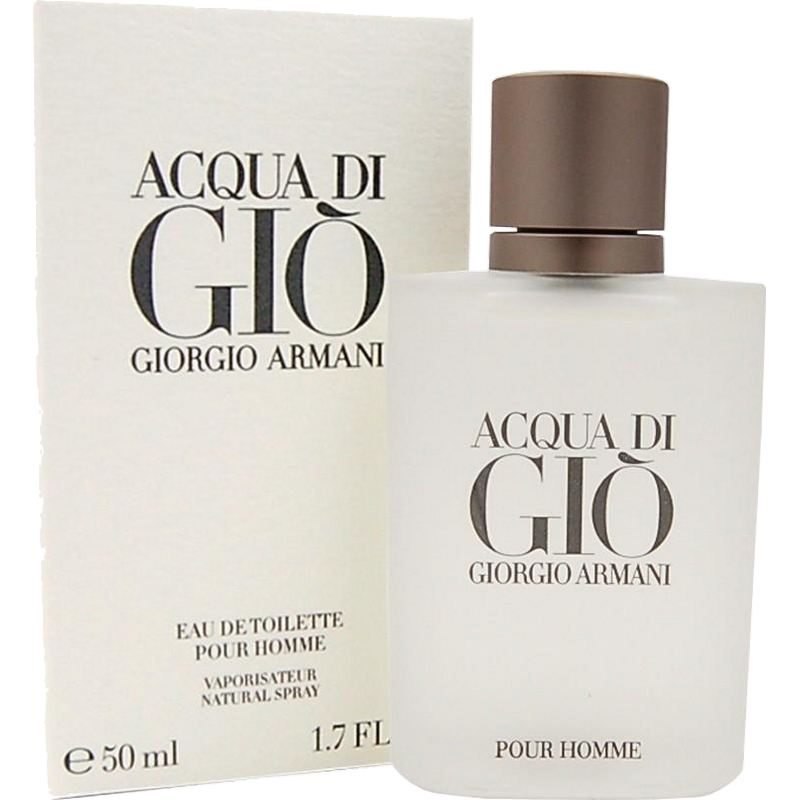 ACQUA DI
GIÒ
GIORGIO ARMANI
EAU DE TOILETTE
POUR HOMME
VAPORISATEUR
NATURAL SPRAY
℮ 50 ml 1.7 FL
ACQUA DI
GIÒ
GIORGIO ARMANI
POUR HOMME